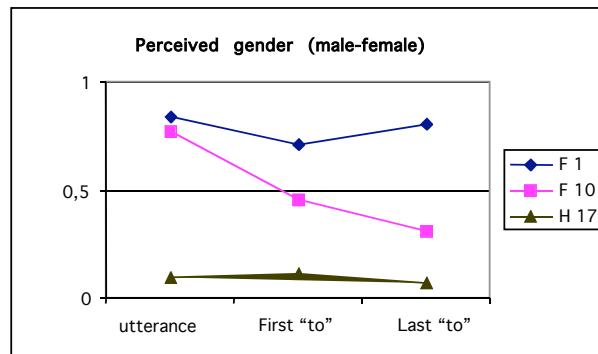 Perceived gender (male-female)
1
0,5
0
utterance
First “to”
Last “to”
F 1
F 10
H 17